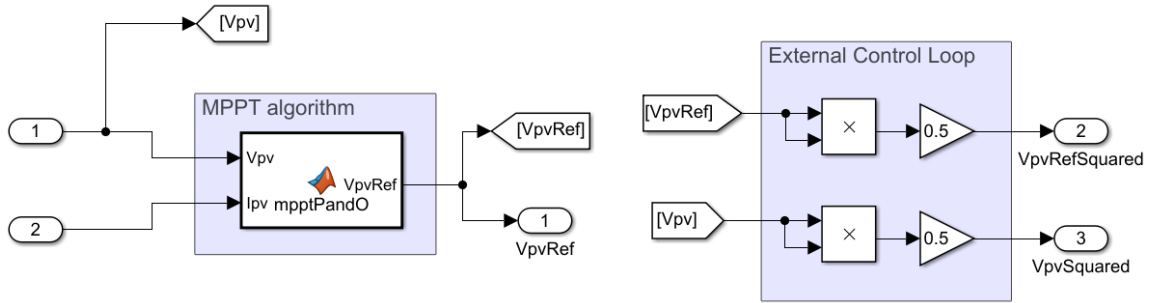 [Vpv]
MPPT algorithm
1
2
Vpv
Ipv
VpvRef
mpptPandO
[VpvRef]
1
VpvRef
External Control Loop
[VpvRef]
×
0.5
2
VpvRefSquared
[Vpv]
×
0.5
3
VpvSquared